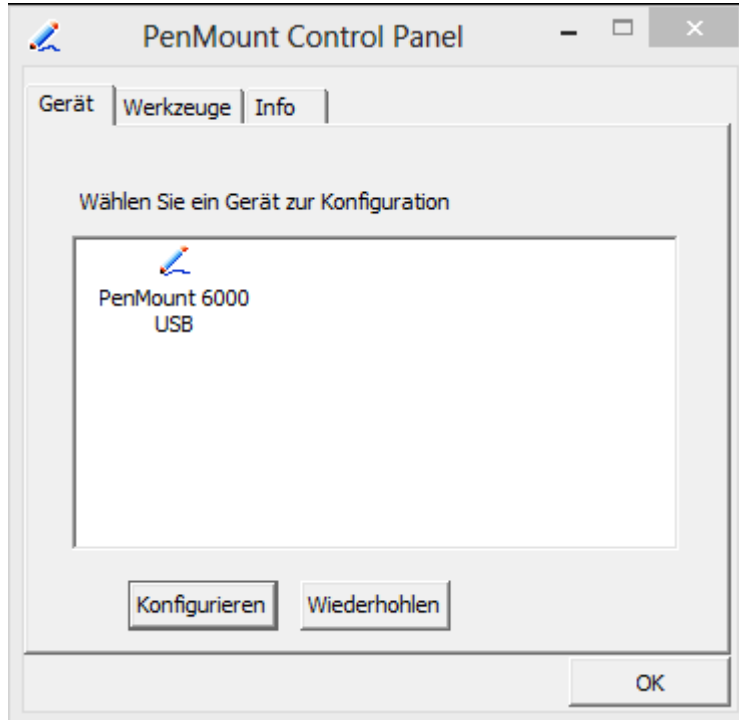 PenMount Control Panel
Gerät Werkzeuge Info
Wählen Sie ein Gerät zur Konfiguration
PenMount 6000
USB
Konfigurieren Wiederhohlen
OK